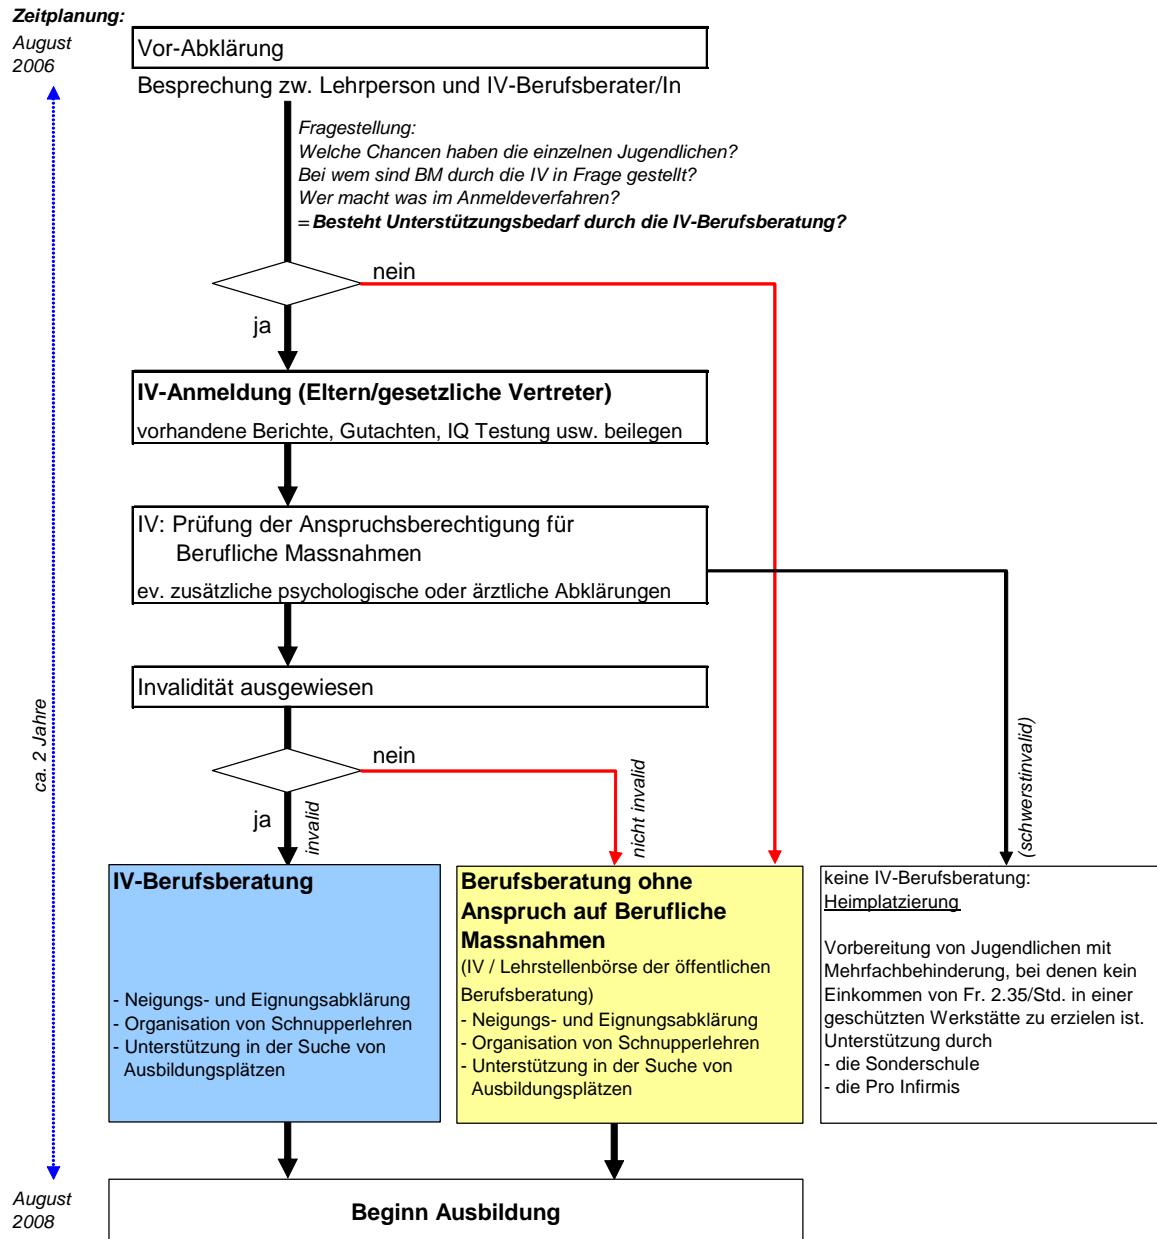 Zeitplanung:
August
2006
Vor-Abklärung
Besprechung zw. Lehrperson und IV-Berufsberater/In
Fragestellung:
Welche Chancen haben die einzelnen Jugendlichen?
Bei wem sind BM durch die IV in Frage gestellt?
Wer macht was im Anmeldeverfahren?
= Besteht Unterstützungsbedarf durch die IV-Berufsberatung?
nein
ja
IV-Anmeldung (Eltern/gesetzliche Vertreter)
vorhandene Berichte, Gutachten, IQ Testung usw. beilegen
IV: Prüfung der Anspruchsberechtigung für
Berufliche Massnahmen
ev. zusätzliche psychologische oder ärztliche Abklärungen
Invalidität ausgewiesen
ca. 2 Jahre
nein
ja
invalid
nicht invalid
(schwerstinvalid)
IV-Berufsberatung
- Neigungs- und Eignungsabklärung
- Organisation von Schnupperlehren
- Unterstützung in der Suche von
Ausbildungsplätzen
Berufsberatung ohne
Anspruch auf Berufliche
Massnahmen
(IV / Lehrstellenbörse der öffentlichen
Berufsberatung)
- Neigungs- und Eignungsabklärung
- Organisation von Schnupperlehren
- Unterstützung in der Suche von
Ausbildungsplätzen
keine IV-Berufsberatung:
Heimplatzierung
Vorbereitung von Jugendlichen mit
Mehrfachbehinderung, bei denen kein
Einkommen von Fr. 2.35/Std. in einer
geschützten Werkstätte zu erzielen ist.
Unterstützung durch
- die Sonderschule
- die Pro Infirmis
August
2008
Beginn Ausbildung